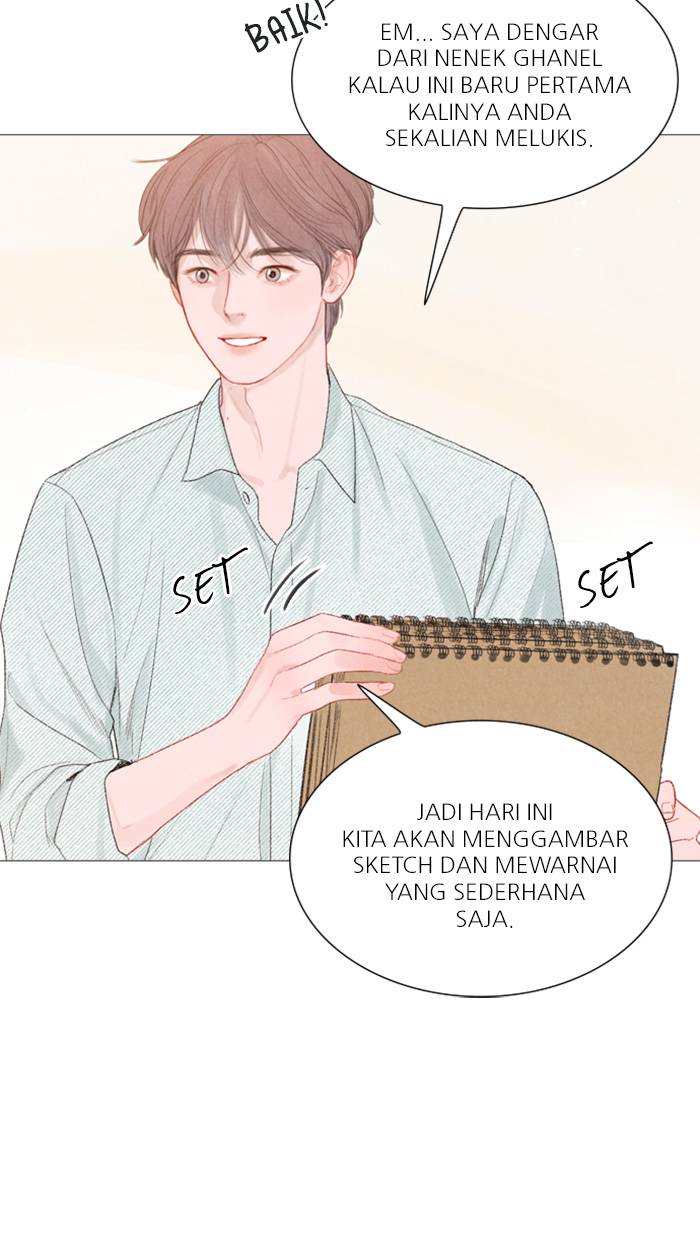 BAIK!
EM... SAYA DENGAR
DARI NENEK GHANEL
KALAU INI BARU PERTAMA
KALINYA ANDA
SEKALIAN MELUKIS.
SET
SET
JADI HARI INI
KITA AKAN MENGGAMBAR
SKETCH DAN MEWARNAI
YANG SEDERHANA
SAJA.